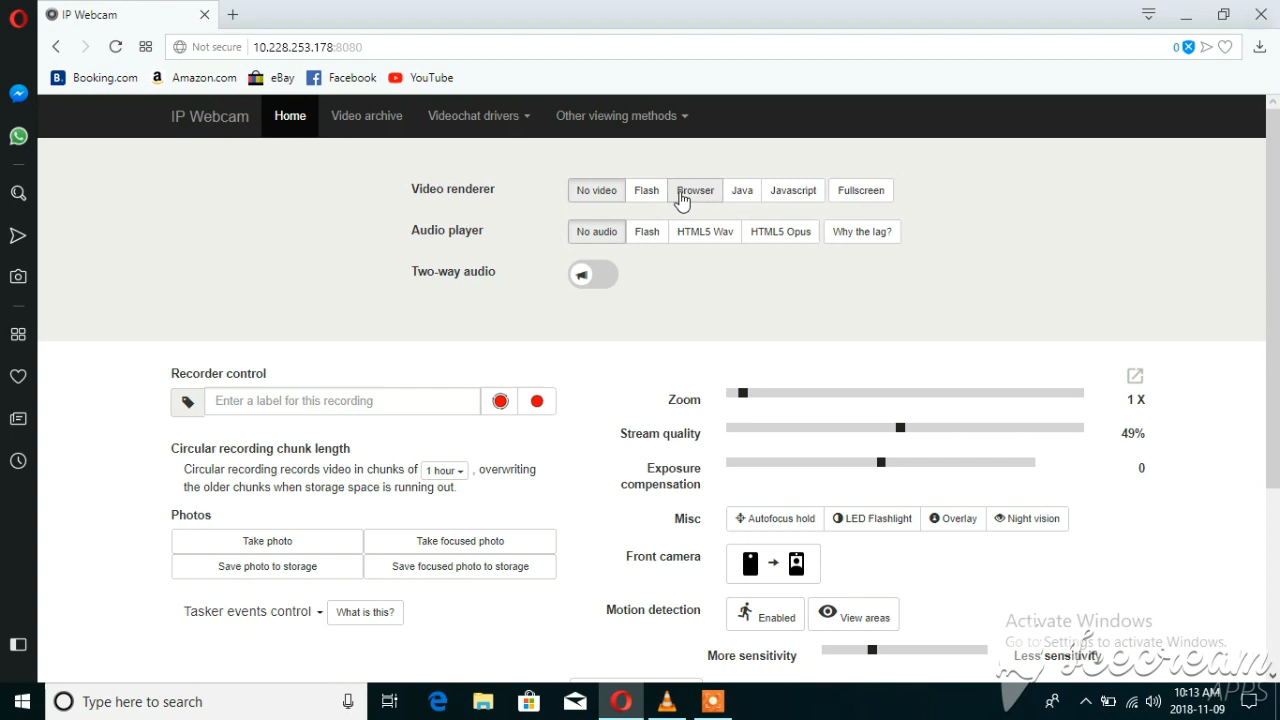 IP Webcam
Not secure 10.228.253.178:8080 0
B. Booking.com a Amazon.com eBay Facebook YouTube
IP Webcam Home Video archive Videochat drivers Other viewing methods
Video renderer No video Flash Browser Java Javascript Fullscreen
Audio player No audio Flash HTML5 Wav HTML5 Opus Why the lag?
Two-way audio
Recorder control
Enter a label for this recording
Circular recording chunk length
Circular recording records video in chunks of 1 hour , overwriting
the older chunks when storage space is running out.
Photos
Take photo Take focused photo
Save photo to storage Save focused photo to storage
Tasker events control What is this?
Zoom 1 X
Stream quality 49%
Exposure
compensation 0
Misc Autofocus hold LED Flashlight Overlay Night vision
Front camera
Motion detection Enabled View areas
More sensitivity Less sensitivity
Activate Windows
Go to Settings to activate Windows.
Icecream
APPS
Type here to search
10:13 AM
2018-11-09